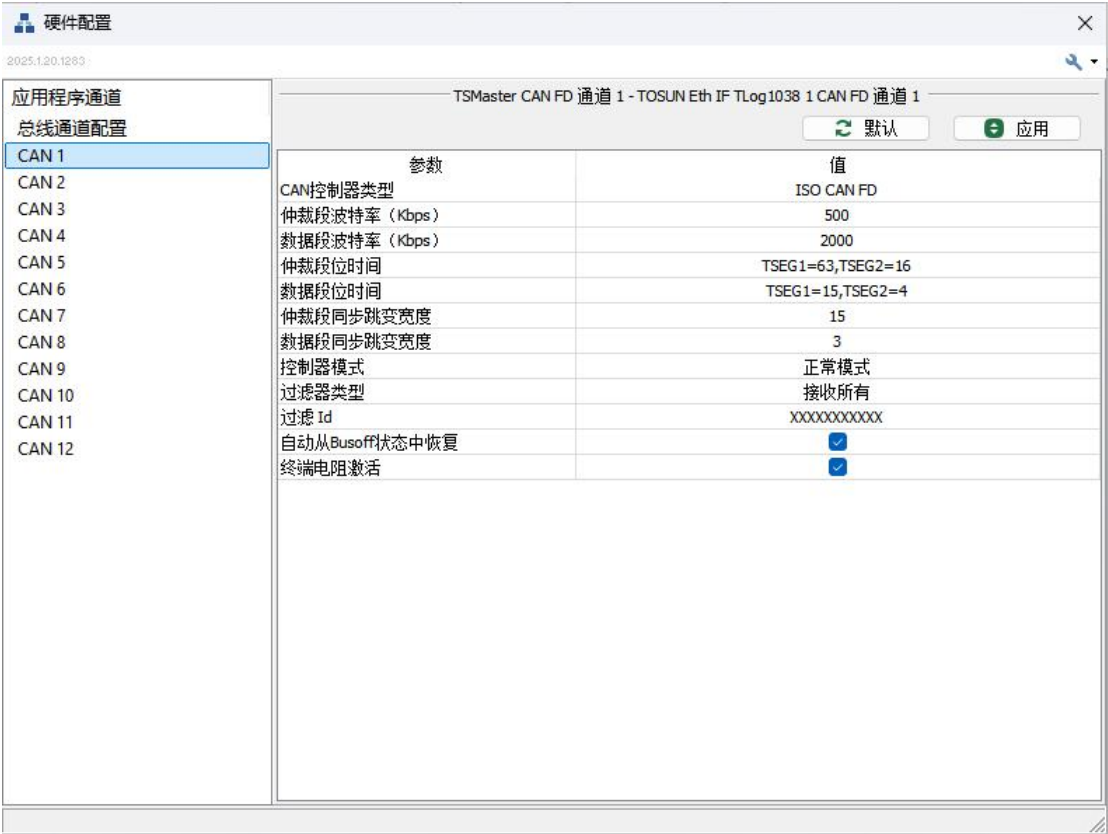 硬件配置
2025.1.20.1283
应用程序通道
总线通道配置
CAN 1
CAN 2
CAN 3
CAN 4
CAN 5
CAN 6
CAN 7
CAN 8
CAN 9
CAN 10
CAN 11
CAN 12
TSMaster CAN FD 通道 1 - TOSUN Eth IF TLog1038 1 CAN FD 通道 1
默认 应用
参数 值
CAN控制器类型 ISO CAN FD
仲裁段波特率（Kbps） 500
数据段波特率（Kbps） 2000
仲裁段位时间 TSEG1=63,TSEG2=16
数据段位时间 TSEG1=15,TSEG2=4
仲裁段同步跳变宽度 15
数据段同步跳变宽度 3
控制器模式 正常模式
过滤器类型 接收所有
过滤 Id XXXXXXXXXXX
自动从Busoff状态中恢复
终端电阻激活